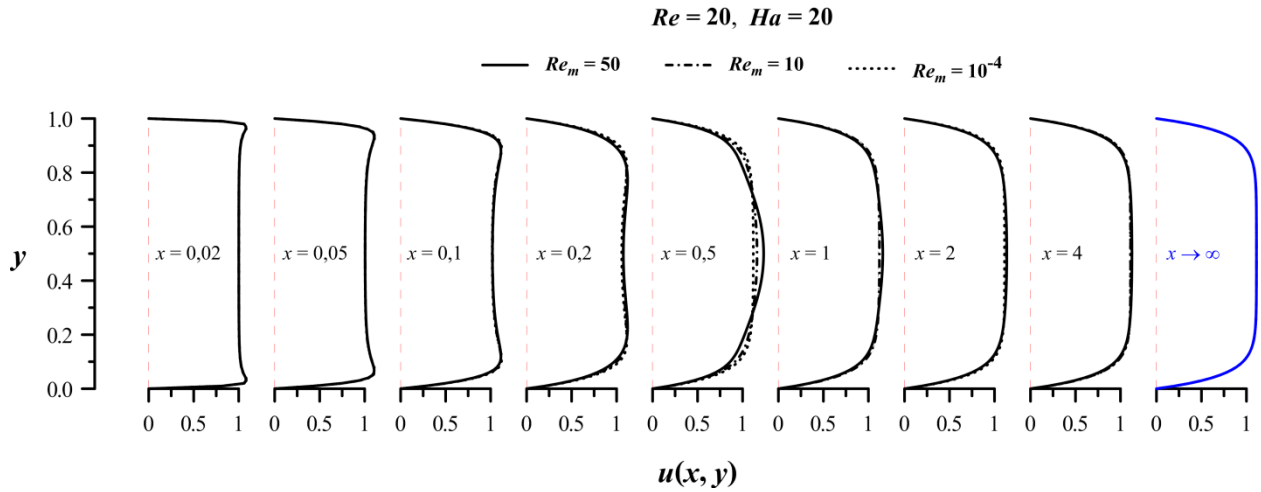 Re = 20, Ha = 20
Re_m = 50 Re_m = 10 Re_m = 10^-4
1.0
0.8
0.6
0.4
0.2
0.0
y
x = 0,02 x = 0,05 x = 0,1 x = 0,2 x = 0,5 x = 1 x = 2 x = 4 x → ∞
0 0.5 1 0 0.5 1 0 0.5 1 0 0.5 1 0 0.5 1 0 0.5 1 0 0.5 1 0 0.5 1 0 0.5 1
u(x, y)